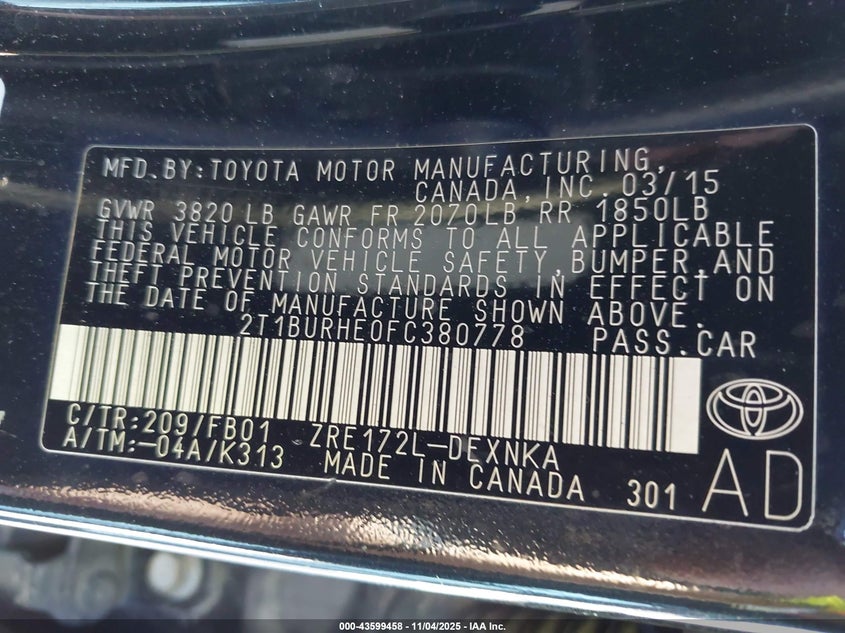 MFD.BY:TOYOTA MOTOR MANUFACTURING,
CANADA,INC.03/15
GVWR 3820 LB GAWR FR 2070LB RR 1850LB
THIS VEHICLE CONFORMS TO ALL APPLICABLE
FEDERAL MOTOR VEHICLE SAFETY,BUMPER,AND
THEFT PREVENTION STANDARDS IN EFFECT ON
THE DATE OF MANUFACTURE SHOWN ABOVE.
2T1BURHE0FC380778 PASS.CAR
C/TR:209/FB01 ZRE172L-DEXNKA
A/TM:-04A/K313 MADE IN CANADA 301 AD
000-43599458 - 11/04/2025 - IAA Inc.